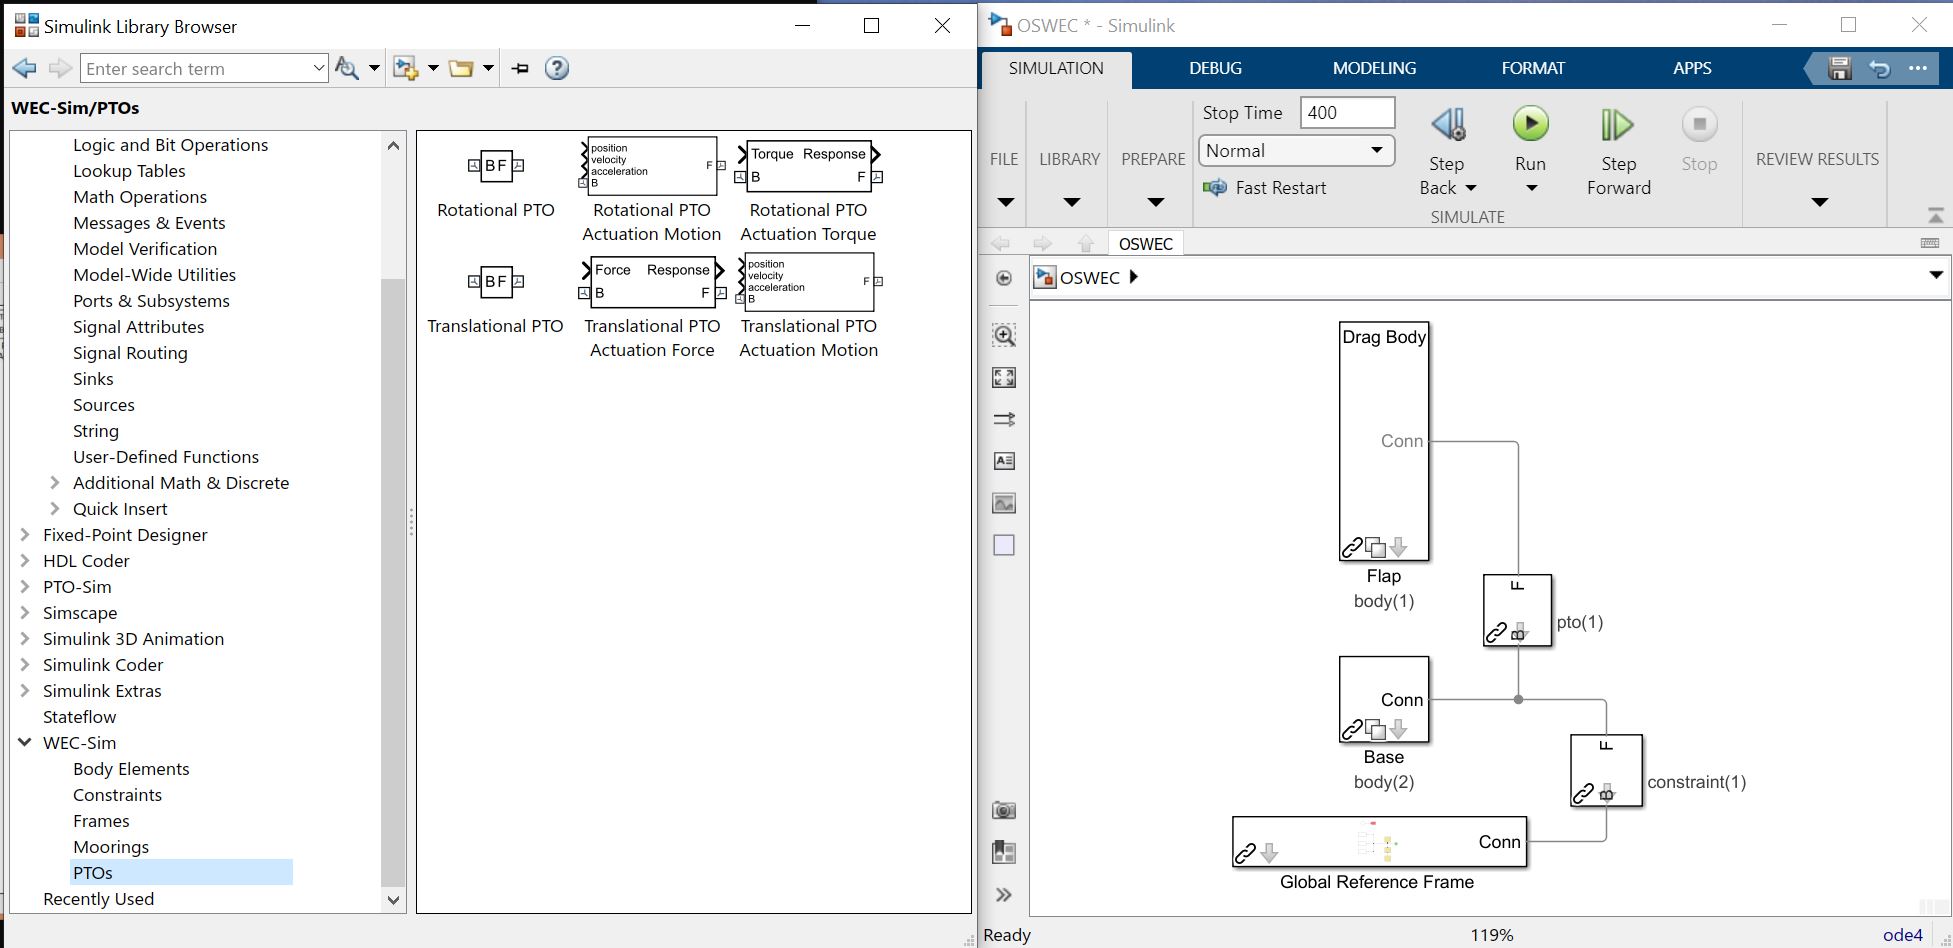 Simulink Library Browser
Enter search term
WEC-Sim/PTOs
Logic and Bit Operations
Lookup Tables
Math Operations
Messages & Events
Model Verification
Model-Wide Utilities
Ports & Subsystems
Signal Attributes
Signal Routing
Sinks
Sources
String
User-Defined Functions
Additional Math & Discrete
Quick Insert
Fixed-Point Designer
HDL Coder
PTO-Sim
Simscape
Simulink 3D Animation
Simulink Coder
Simulink Extras
Stateflow
WEC-Sim
Body Elements
Constraints
Frames
Moorings
PTOs
Recently Used
B F
Rotational PTO
position
velocity
acceleration
B
F
Rotational PTO
Actuation Motion
Torque Response
B F
Rotational PTO
Actuation Torque
B F
Translational PTO
Force Response
B F
Translational PTO
Actuation Force
position
velocity
acceleration
B
F
Translational PTO
Actuation Motion
OSWEC * - Simulink
SIMULATION DEBUG MODELING FORMAT APPS
FILE
LIBRARY
PREPARE
Stop Time 400
Normal
Fast Restart
Step
Back
Run
Step
Forward
Stop
SIMULATE
REVIEW RESULTS
OSWEC
OSWEC
Drag Body
Conn
Flap
body(1)
F
B
pto(1)
Conn
Base
body(2)
F
B
constraint(1)
Conn
Global Reference Frame
Ready 119% ode4